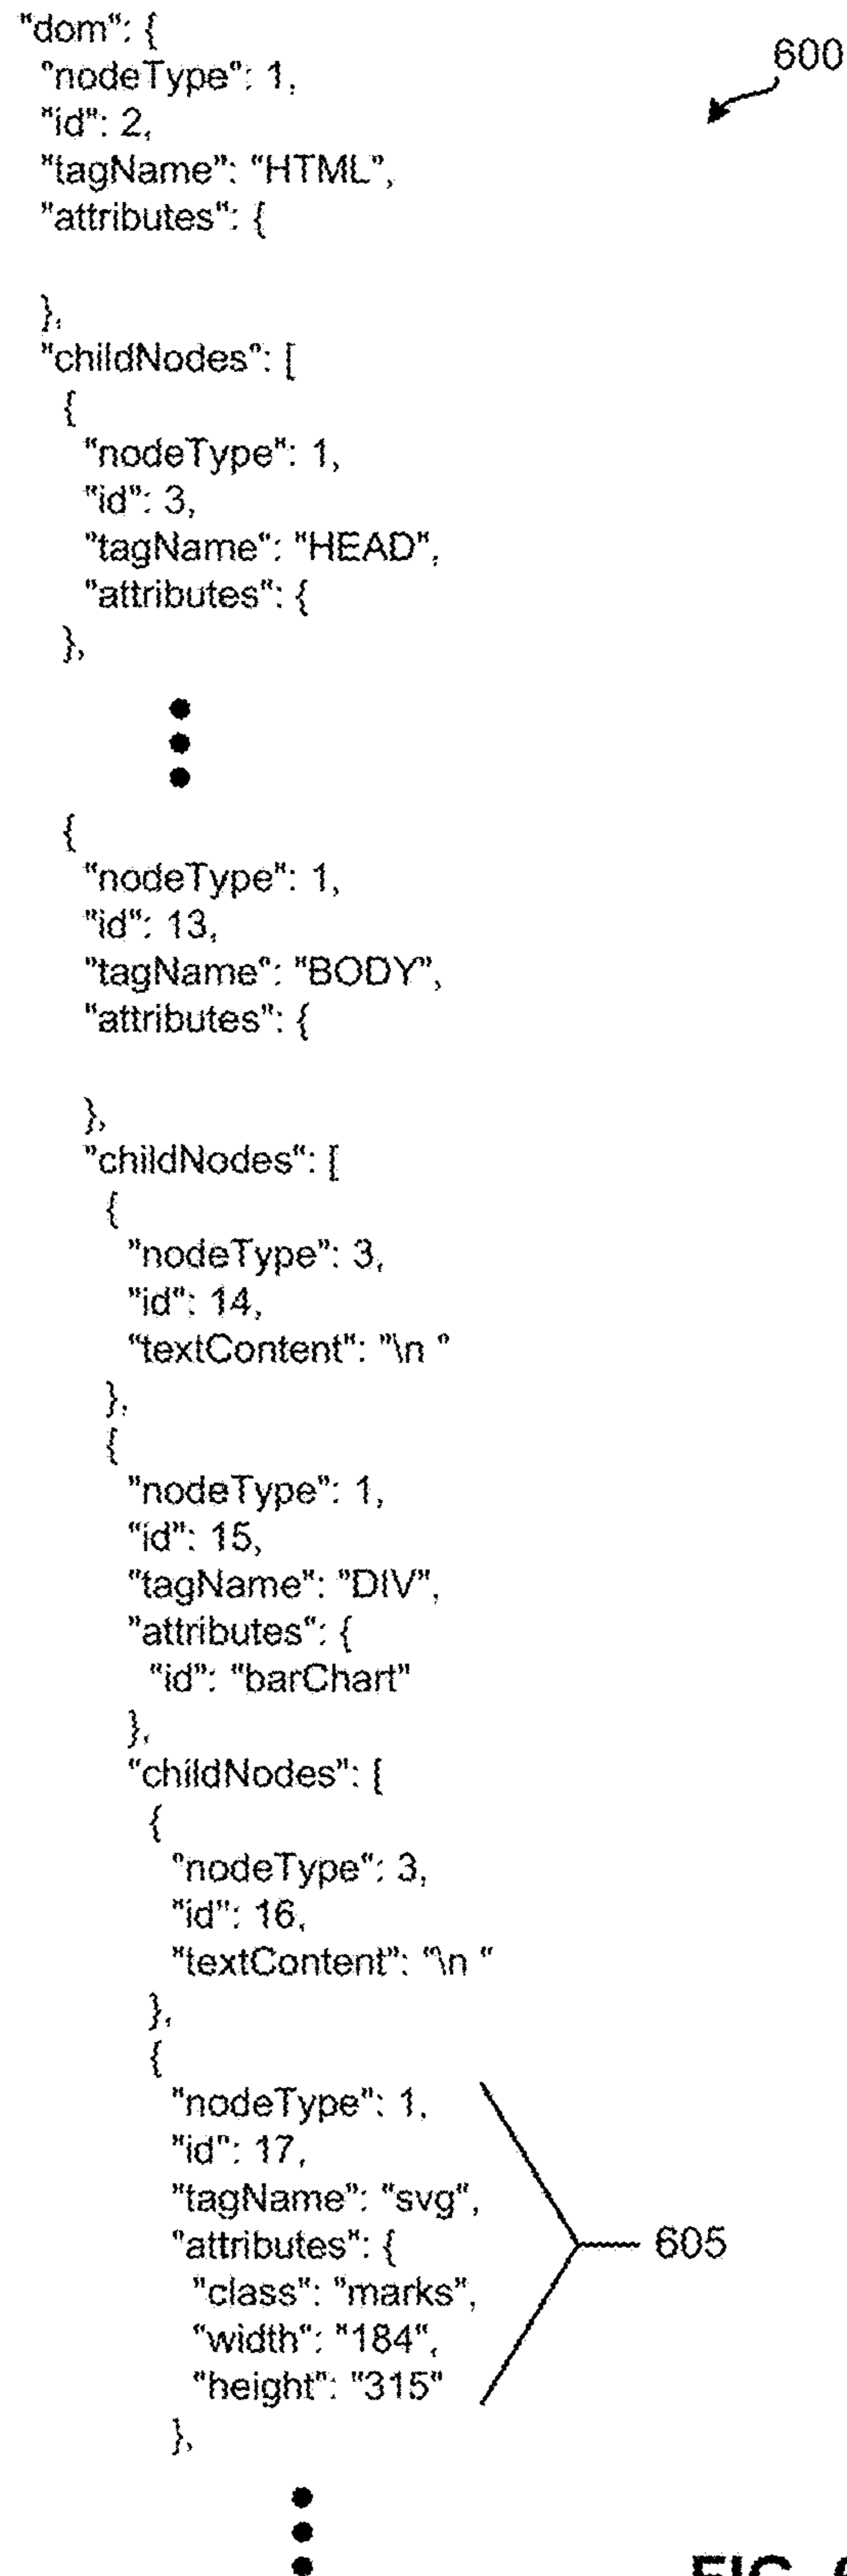 "dom": {
600
"nodeType": 1,
"id": 2,
"tagName": "HTML",
"attributes": {
},
"childNodes": [
{
"nodeType": 1,
"id": 3,
"tagName": "HEAD",
"attributes": {
},
{
"nodeType": 1,
"id": 13,
"tagName": "BODY",
"attributes": {
},
"childNodes": [
{
"nodeType": 3,
"id": 14,
"textContent": "\n "
},
{
"nodeType": 1,
"id": 15,
"tagName": "DIV",
"attributes": {
"id": "barChart"
},
"childNodes": [
{
"nodeType": 3,
"id": 16,
"textContent": "\n "
},
{
"nodeType": 1,
"id": 17,
"tagName": "svg",
"attributes": {
605
"class": "marks",
"width": "184",
"height": "315"
},
FIG.